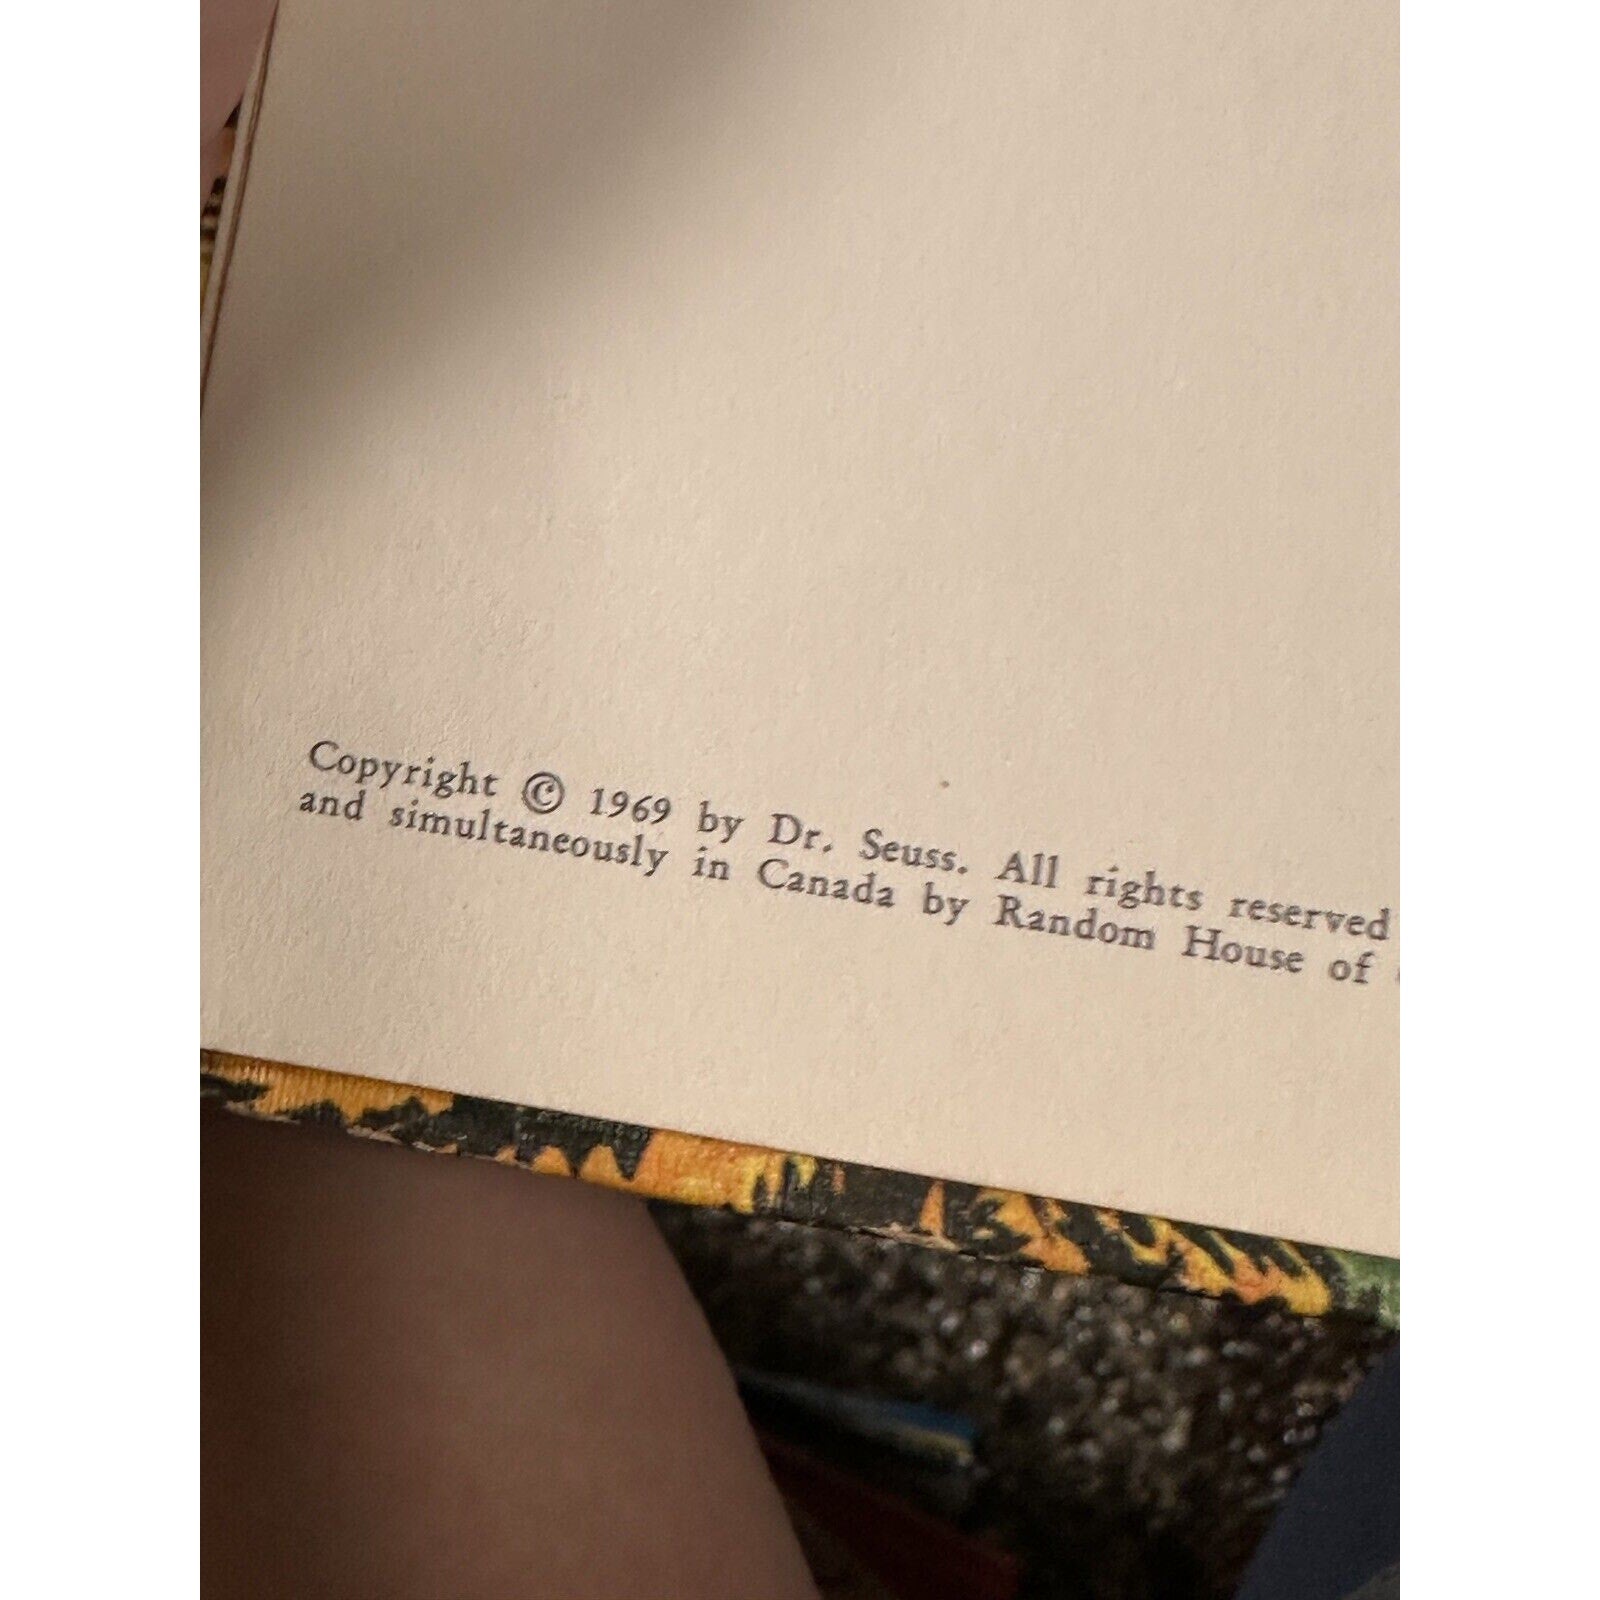 Copyright © 1969 by Dr. Seuss. All rights reserved
and simultaneously in Canada by Random House of